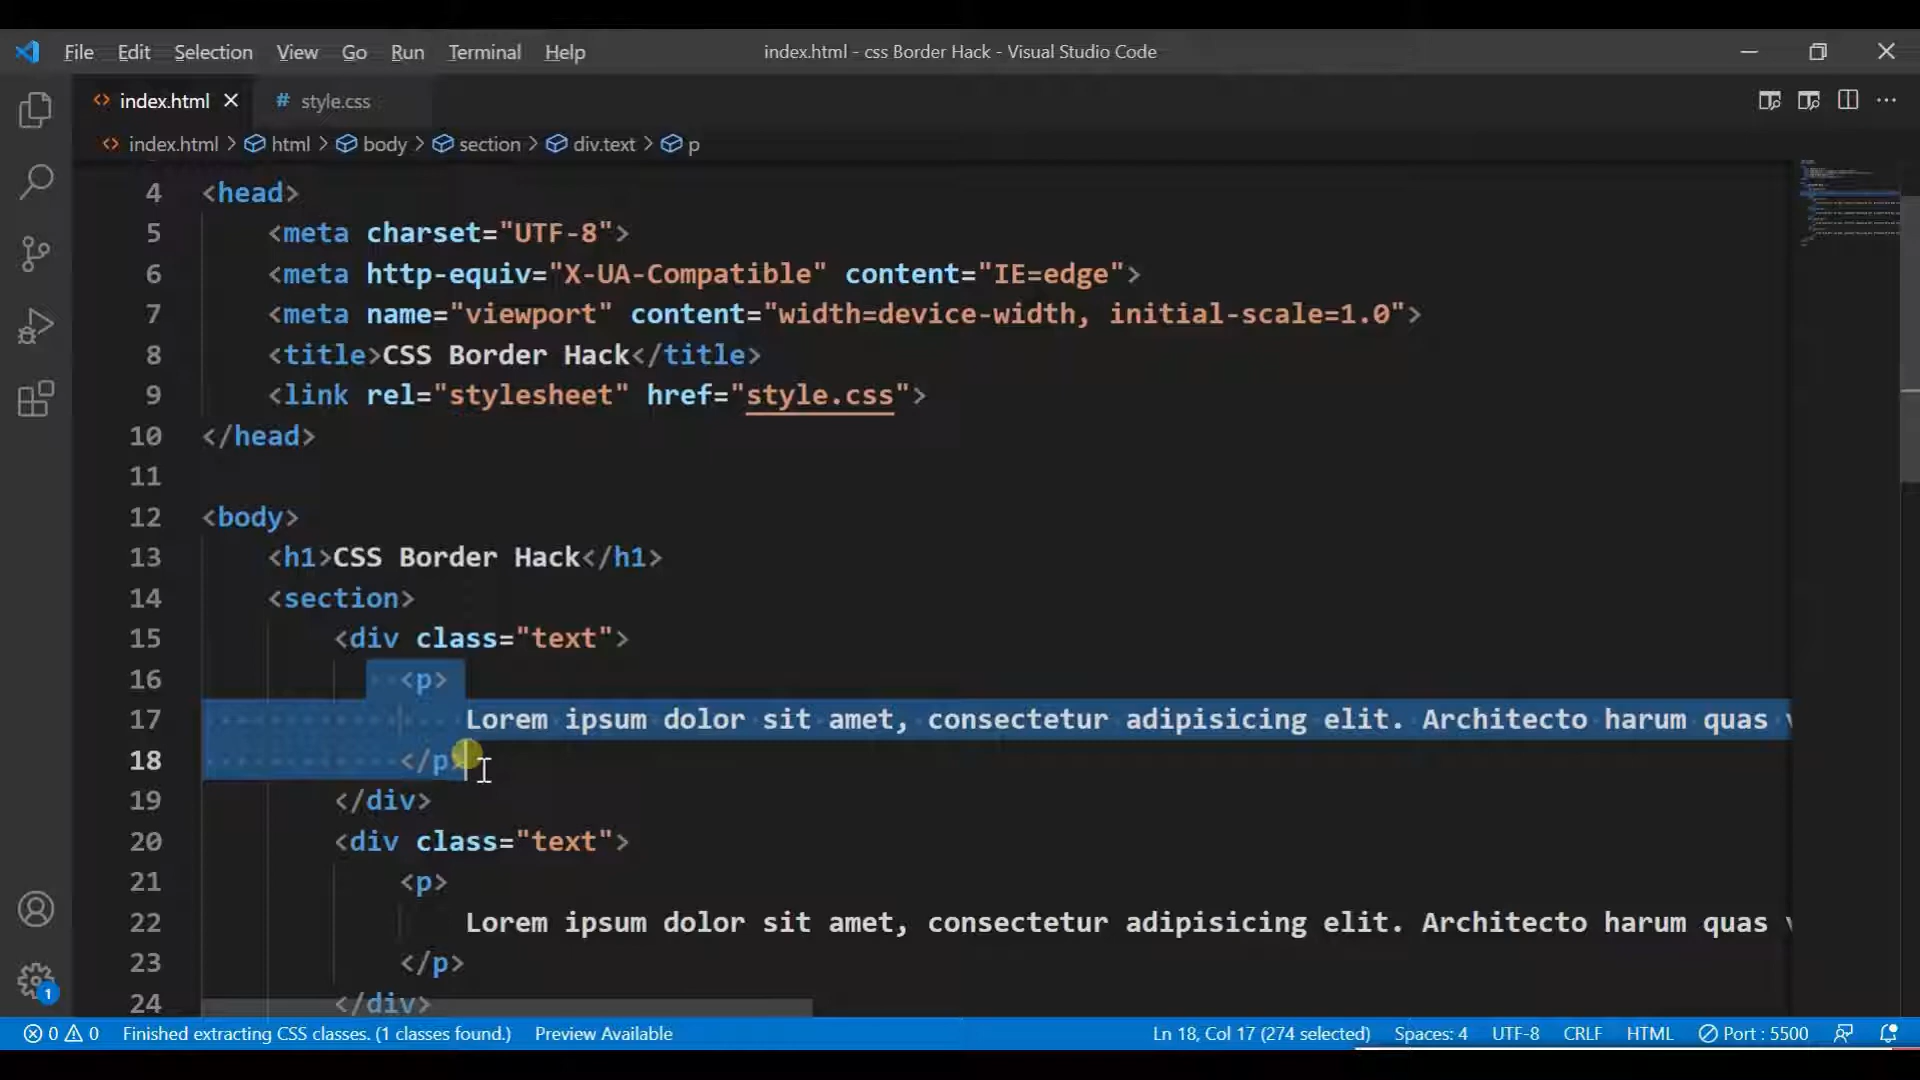 File Edit Selection View Go Run Terminal Help index.html - css Border Hack - Visual Studio Code
index.html # style.css
index.html > html > body > section > div.text > p
4 <head>
5 <meta charset="UTF-8">
6 <meta http-equiv="X-UA-Compatible" content="IE=edge">
7 <meta name="viewport" content="width=device-width, initial-scale=1.0">
8 <title>CSS Border Hack</title>
9 <link rel="stylesheet" href="style.css">
10 </head>
11
12 <body>
13 <h1>CSS Border Hack</h1>
14 <section>
15 <div class="text">
16 <p>
17 Lorem ipsum dolor sit amet, consectetur adipisicing elit. Architecto harum quas
18 </p>
19 </div>
20 <div class="text">
21 <p>
22 Lorem ipsum dolor sit amet, consectetur adipisicing elit. Architecto harum quas
23 </p>
24 </div>
1
0 0 Finished extracting CSS classes. (1 classes found.) Preview Available Ln 18, Col 17 (274 selected) Spaces: 4 UTF-8 CRLF HTML Port : 5500